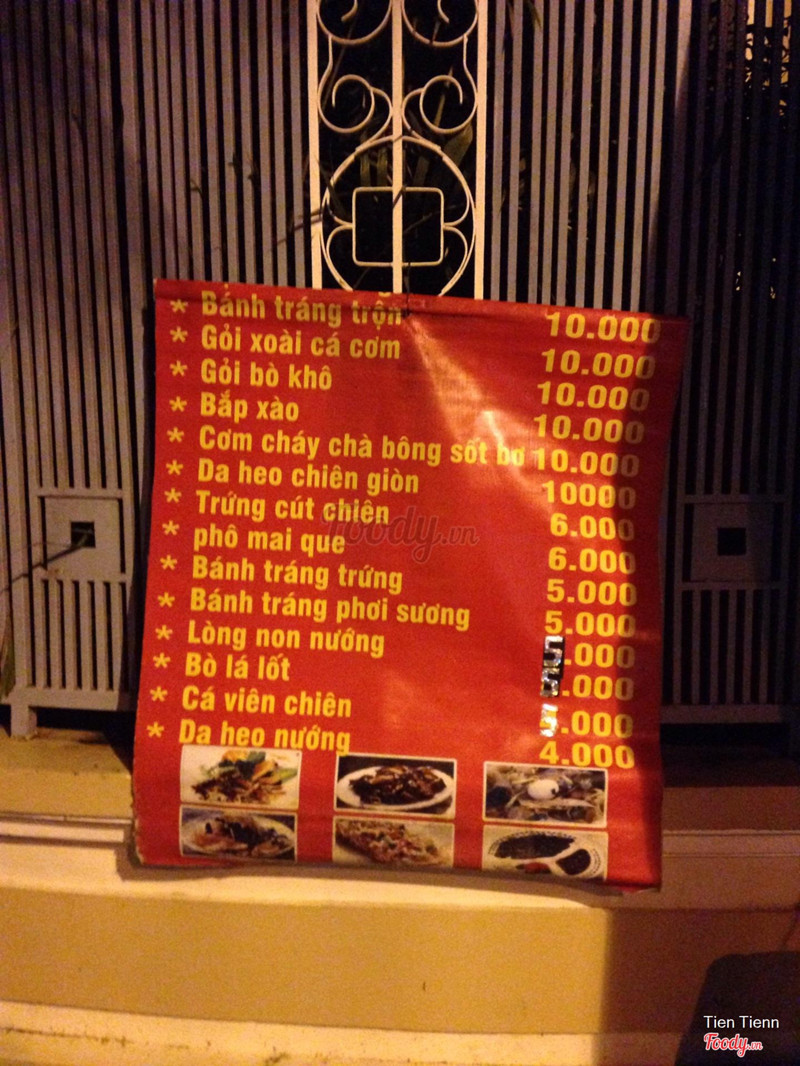 * Bánh tráng trộn 10.000
* Gỏi xoài cá cơm 10.000
* Gỏi bò khô 10.000
* Bắp xào 10.000
* Cơm cháy chà bông sốt bơ 10.000
* Da heo chiên giòn 10000
* Trứng cút chiên 6.000
* phô mai que 6.000
* Bánh tráng trứng 5.000
* Bánh tráng phơi sương 5.000
* Lòng non nướng 5.000
* Bò lá lốt .000
* Cá viên chiên 5.000
* Da heo nướng 4.000
Foody.vn
Tien Tienn
Foody.vn